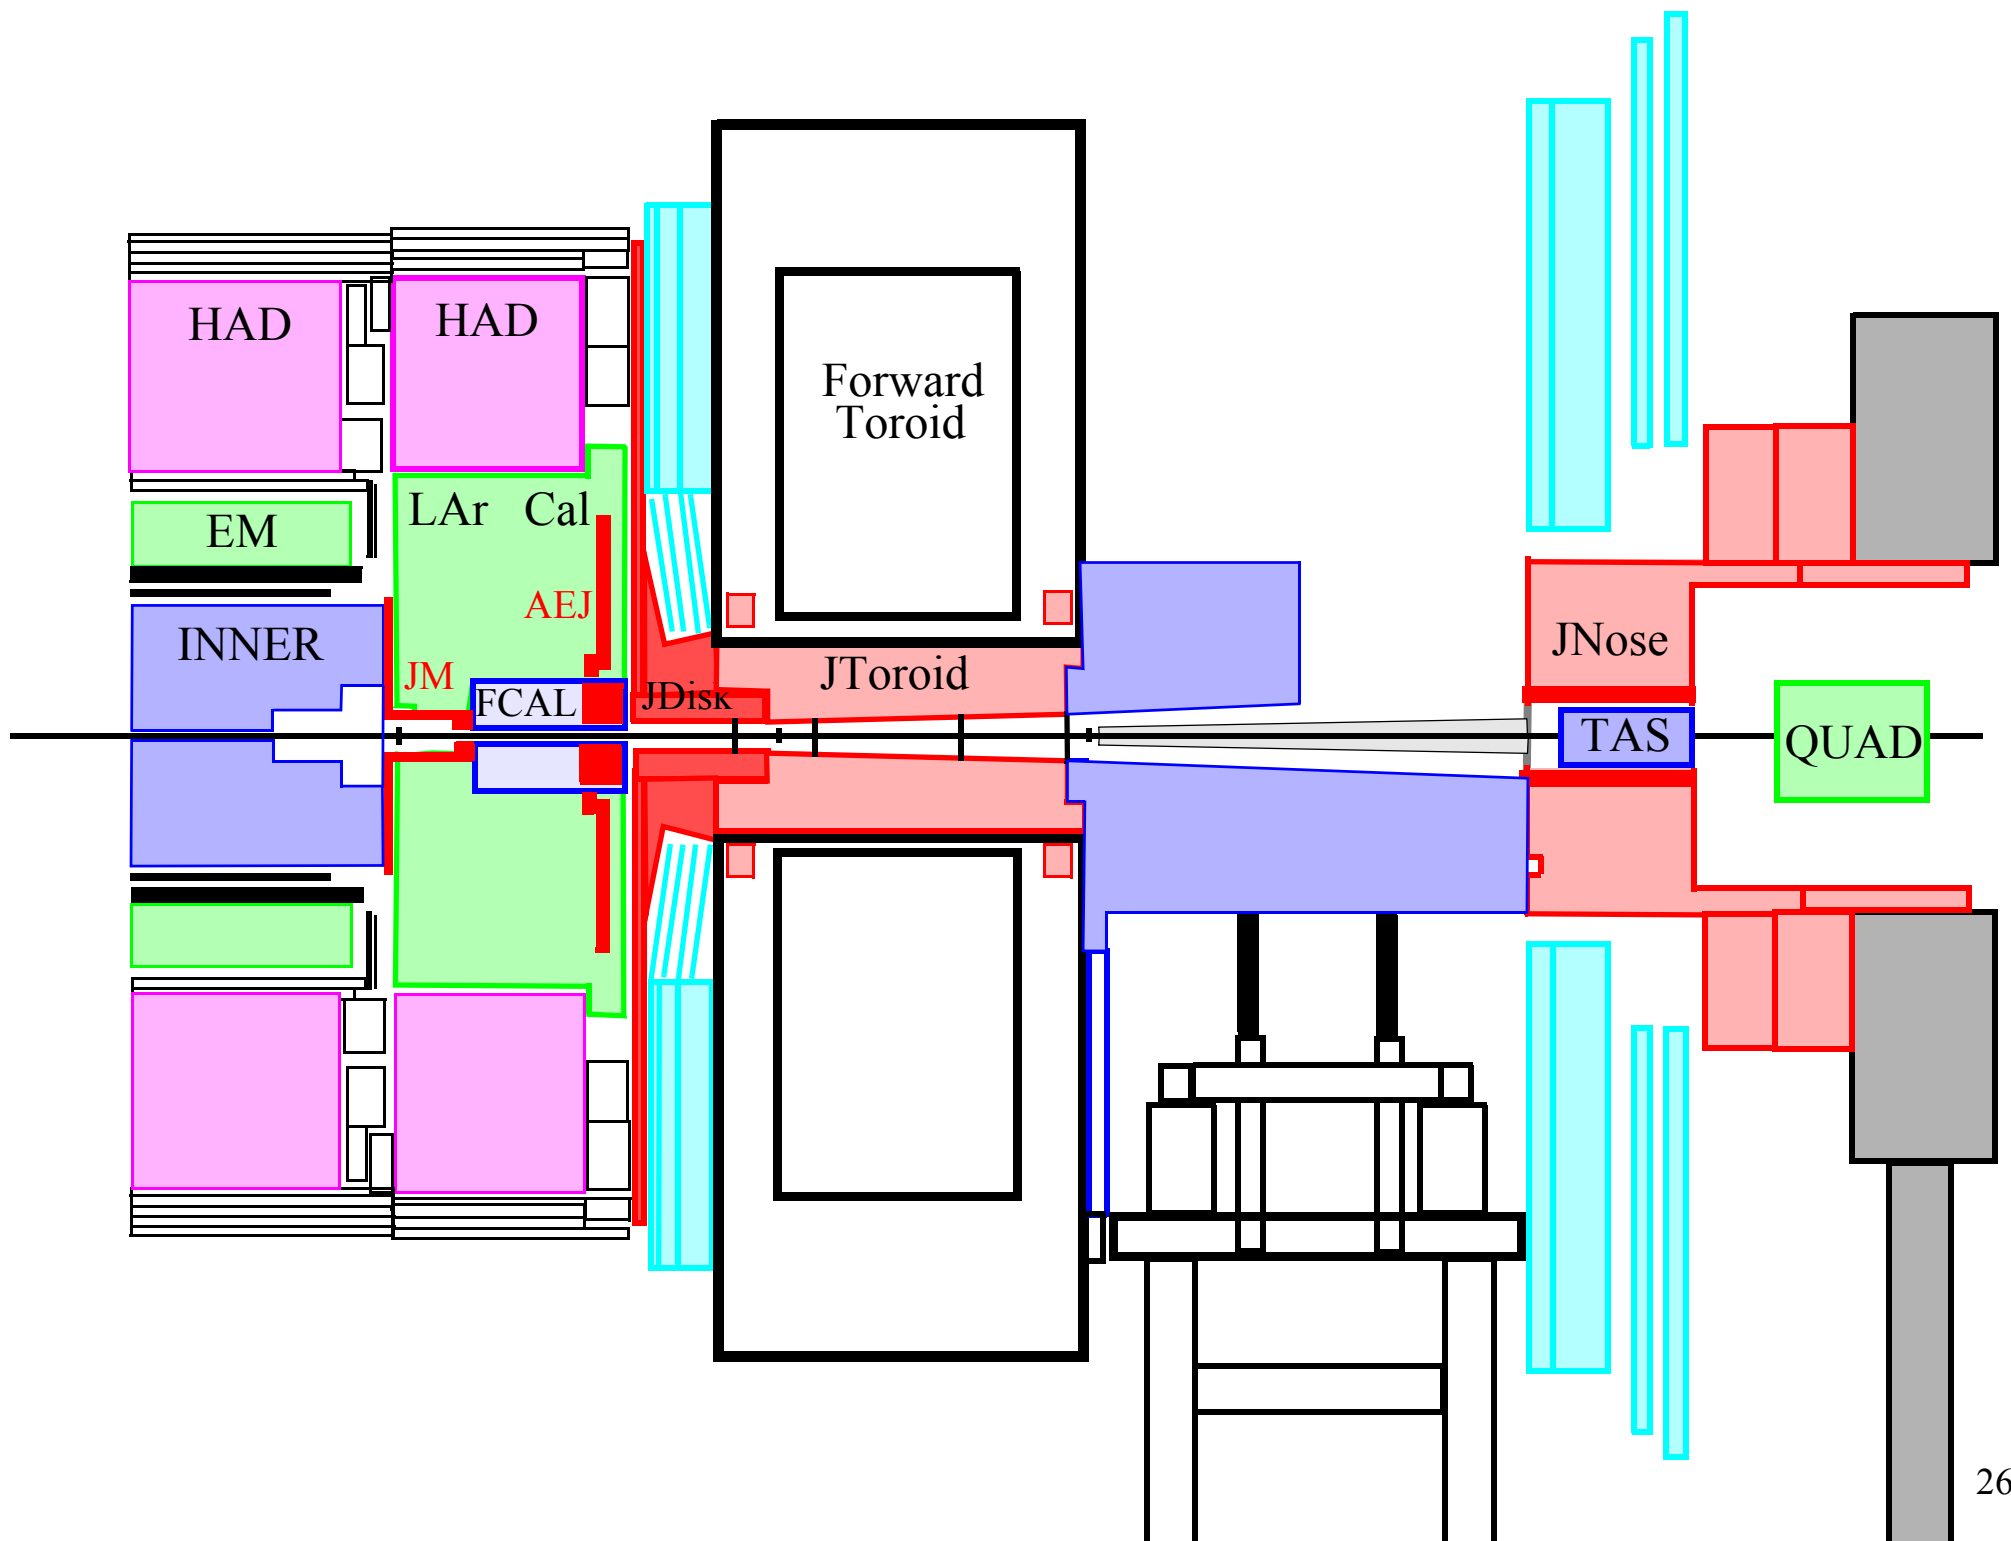 HAD
HAD
Forward
Toroid
LAr Cal
EM
AEJ
INNER
JNose
JM
JToroid
FCAL
JDisk
TAS
QUAD
26